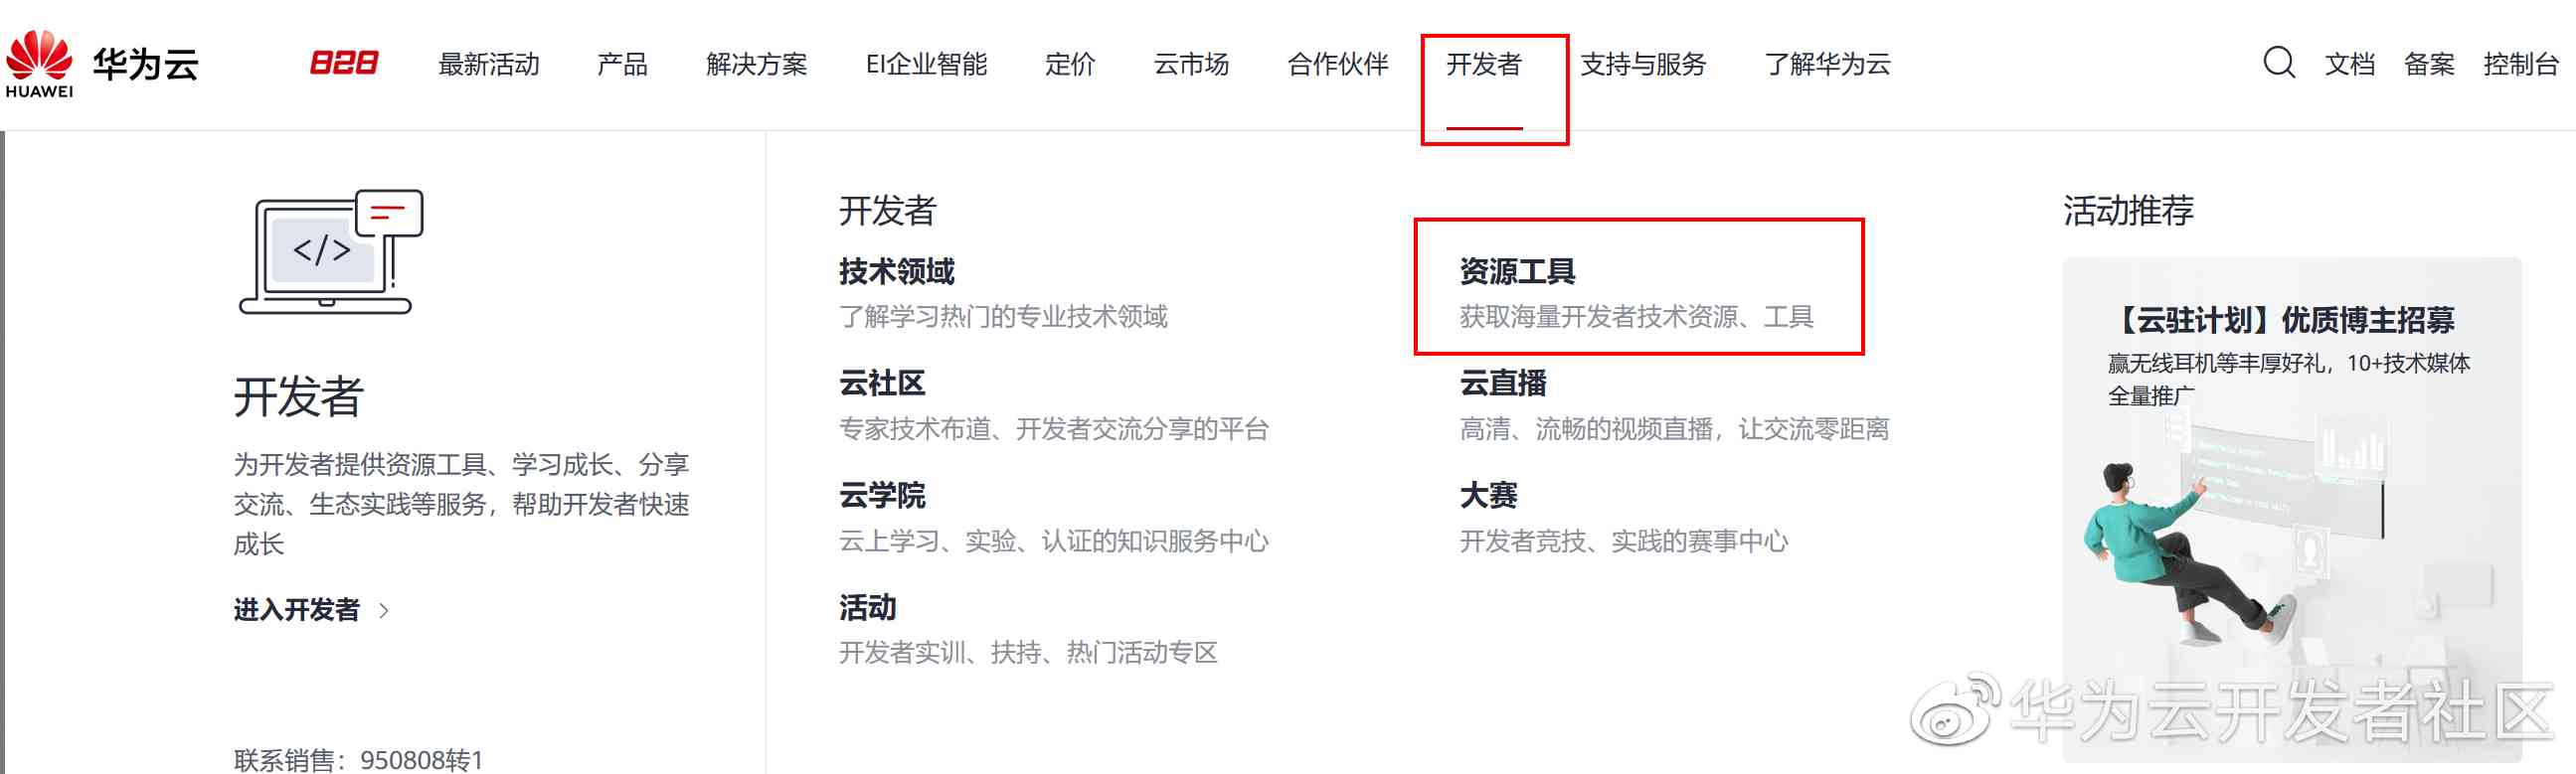 HUAWEI
华为云
828
最新活动
产品
解决方案
EI企业智能
定价
云市场
合作伙伴
开发者
支持与服务
了解华为云
文档
备案
控制台
</>
开发者
为开发者提供资源工具、学习成长、分享
交流、生态实践等服务，帮助开发者快速
成长
进入开发者
联系销售：950808转1
开发者
技术领域
了解学习热门的专业技术领域
资源工具
获取海量开发者技术资源、工具
云社区
专家技术布道、开发者交流分享的平台
云直播
高清、流畅的视频直播，让交流零距离
云学院
云上学习、实验、认证的知识服务中心
大赛
开发者竞技、实践的赛事中心
活动
开发者实训、扶持、热门活动专区
活动推荐
【云驻计划】优质博主招募
赢无线耳机等丰厚好礼，10+技术媒体
全量推广
华为云开发者社区